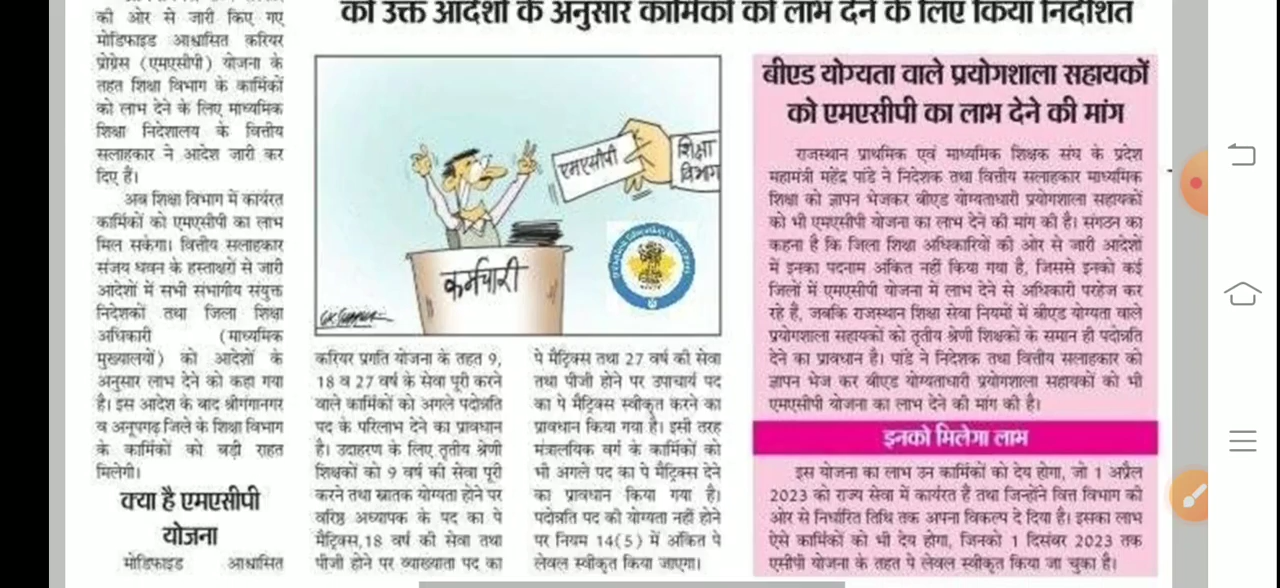 की ओर से जारी किए गए
मोडिफाइड आश्वासित करियर
प्रोग्रेस (एमएसीपी) योजना के
तहत शिक्षा विभाग के कार्मिकों
को लाभ देने के लिए माध्यमिक
शिक्षा निदेशालय के वित्तीय
सलाहकार ने आदेश जारी कर
दिए हैं।
अब शिक्षा विभाग में कार्यरत
कार्मिकों को एमएसीपी का लाभ
मिल सकेगा। वित्तीय सलाहकार
संजय धवन के हस्ताक्षरों से जारी
आदेशों में सभी संभागीय संयुक्त
निदेशकों तथा जिला शिक्षा
अधिकारी (माध्यमिक
मुख्यालयों) को आदेशों के
अनुसार लाभ देने को कहा गया
है। इस आदेश के बाद श्रीगंगानगर
व अनूपगढ़ जिले के शिक्षा विभाग
के कार्मिकों को बड़ी राहत
मिलेगी।
क्या है एमएसीपी
योजना
मोडिफाइड आश्वासित
को उक्त आदेशों के अनुसार कार्मिकों को लाभ देने के लिए किया निर्देशित
एमएसीपी
शिक्षा
विभाग
कर्मचारी
करियर प्रगति योजना के तहत 9,
18 व 27 वर्ष के सेवा पूरी करने
वाले कार्मिकों को अगले पदोन्नति
पद के परिलाभ देने का प्रावधान
है। उदाहरण के लिए तृतीय श्रेणी
शिक्षकों को 9 वर्ष की सेवा पूरी
करने तथा स्नातक योग्यता होने पर
वरिष्ठ अध्यापक के पद का पे
मैट्रिक्स,18 वर्ष की सेवा तथा
पीजी होने पर व्याख्याता पद का
पे मैट्रिक्स तथा 27 वर्ष की सेवा
तथा पीजी होने पर उपाचार्य पद
का पे मैट्रिक्स स्वीकृत करने का
प्रावधान किया गया है। इसी तरह
मंत्रालयिक वर्ग के कार्मिकों को
भी अगले पद का पे मैट्रिक्स देने
का प्रावधान किया गया है।
पदोन्नति पद की योग्यता नहीं होने
पर नियम 14(5) में अंकित पे
लेवल स्वीकृत किया जाएगा।
बीएड योग्यता वाले प्रयोगशाला सहायकों
को एमएसीपी का लाभ देने की मांग
राजस्थान प्राथमिक एवं माध्यमिक शिक्षक संघ के प्रदेश
महामंत्री महेंद्र पांडे ने निदेशक तथा वित्तीय सलाहकार माध्यमिक
शिक्षा को ज्ञापन भेजकर बीएड योग्यताधारी प्रयोगशाला सहायकों
को भी एमएसीपी योजना का लाभ देने की मांग की है। संगठन का
कहना है कि जिला शिक्षा अधिकारियों की ओर से जारी आदेशों
में इनका पदनाम अंकित नहीं किया गया है, जिससे इनको कई
जिलों में एमएसीपी योजना में लाभ देने से अधिकारी परहेज कर
रहे हैं, जबकि राजस्थान शिक्षा सेवा नियमों में बीएड योग्यता वाले
प्रयोगशाला सहायकों को तृतीय श्रेणी शिक्षकों के समान ही पदोन्नति
देने का प्रावधान है। पांडे ने निदेशक तथा वित्तीय सलाहकार को
ज्ञापन भेज कर बीएड योग्यताधारी प्रयोगशाला सहायकों को भी
एमएसीपी योजना का लाभ देने की मांग की है।
इनको मिलेगा लाभ
इस योजना का लाभ उन कार्मिकों को देय होगा, जो 1 अप्रैल
2023 को राज्य सेवा में कार्यरत हैं तथा जिन्होंने वित्त विभाग की
ओर से निर्धारित तिथि तक अपना विकल्प दे दिया है। इसका लाभ
ऐसे कार्मिकों को भी देय होगा, जिनको 1 दिसंबर 2023 तक
एसीपी योजना के तहत पे लेवल स्वीकृत किया जा चुका है।